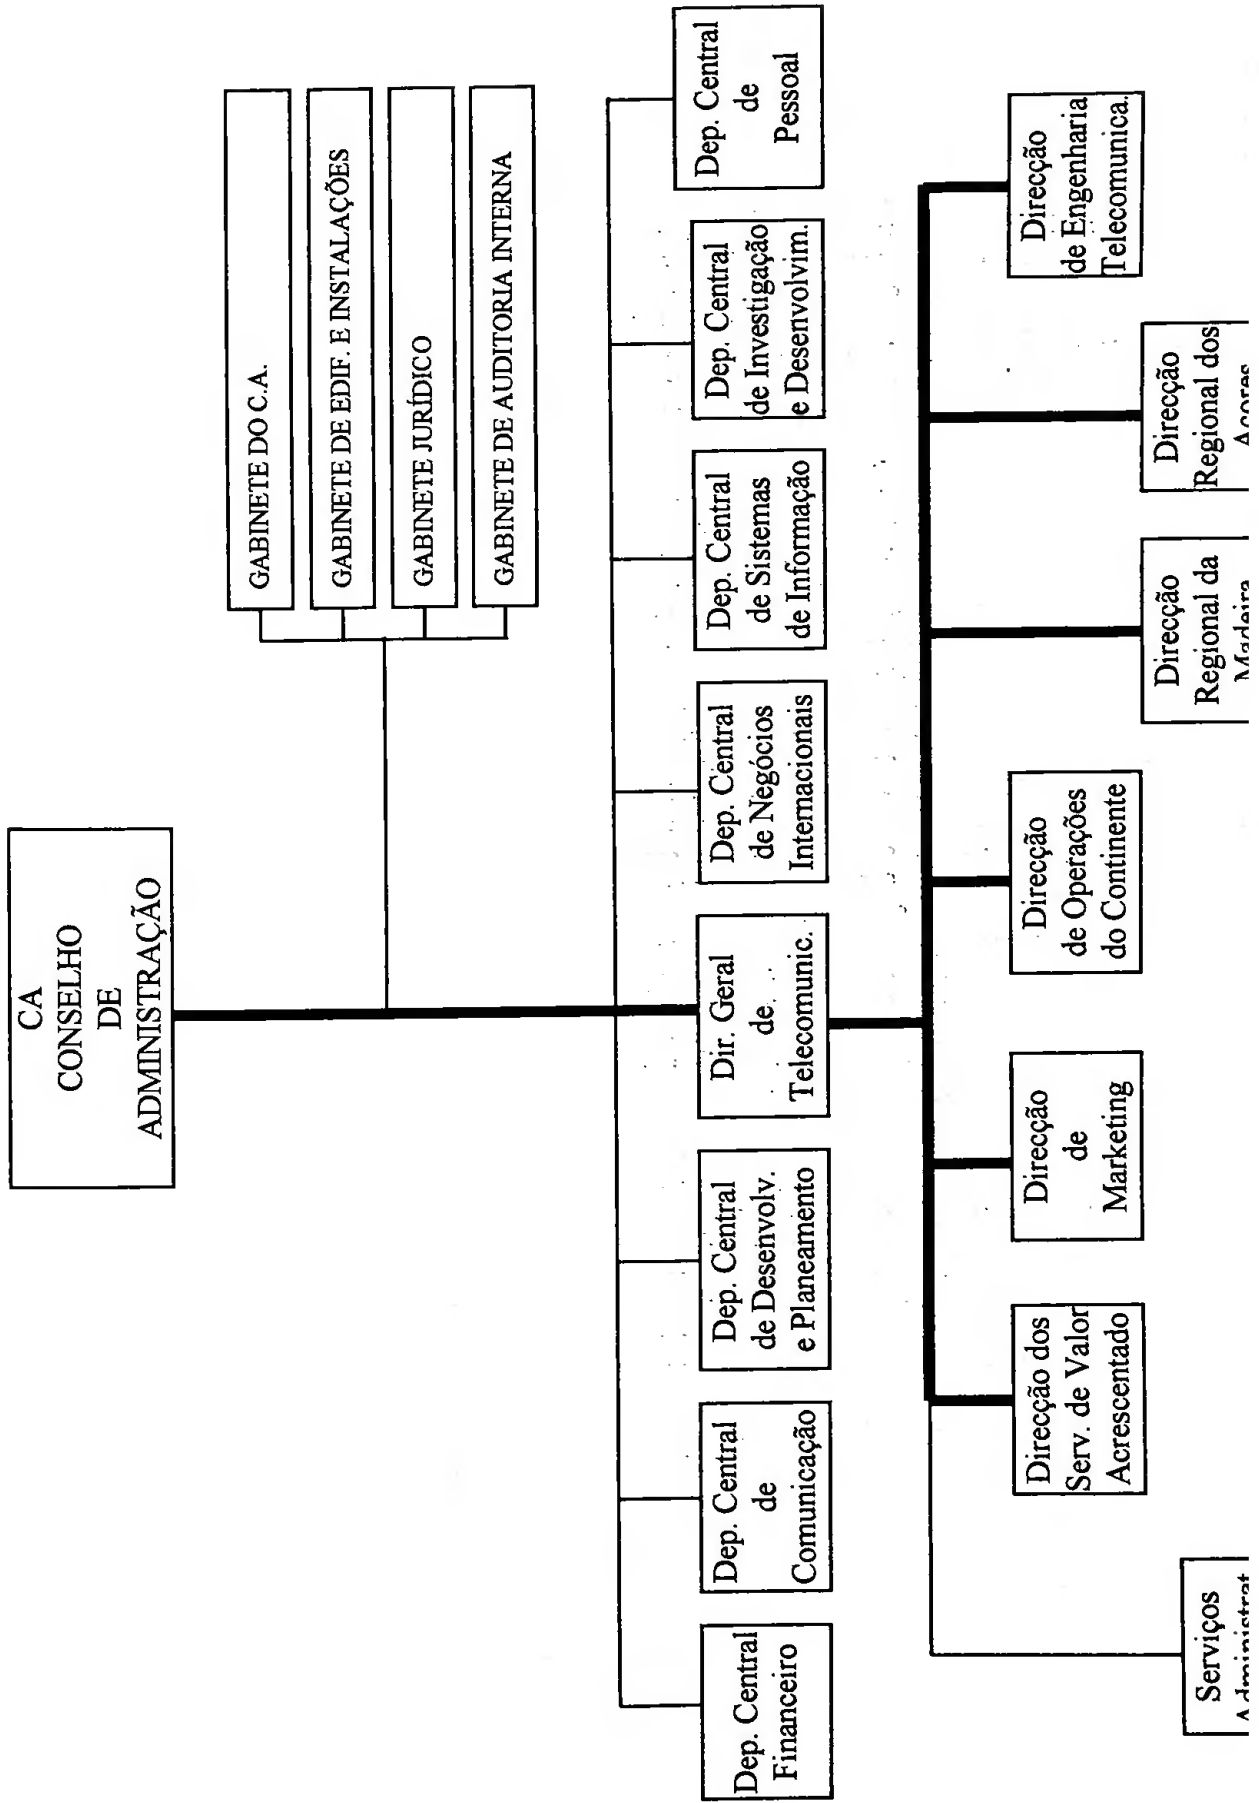 CA
CONSELHO
DE
ADMINISTRAÇÃO
GABINETE DO C.A.
GABINETE DE EDIF. E INSTALAÇÕES
GABINETE JURÍDICO
GABINETE DE AUDITORIA INTERNA
Dep. Central
Financeiro
Dep. Central
de
Comunicação
Dep. Central
de Desenvolv.
e Planeamento
Dir. Geral
de
Telecomunic.
Dep. Central
de Negócios
Internacionais
Dep. Central
de Sistemas
de Informação
Dep. Central
de Investigação
e Desenvolvim.
Dep. Central
de
Pessoal
Serviços
Administrat
Direcção dos
Serv. de Valor
Acrescentado
Direcção
de
Marketing
Direcção
de Operações
do Continente
Direcção
Regional da
Madeira
Direcção
Regional dos
Açores
Direcção
de Engenharia
Telecomunica.